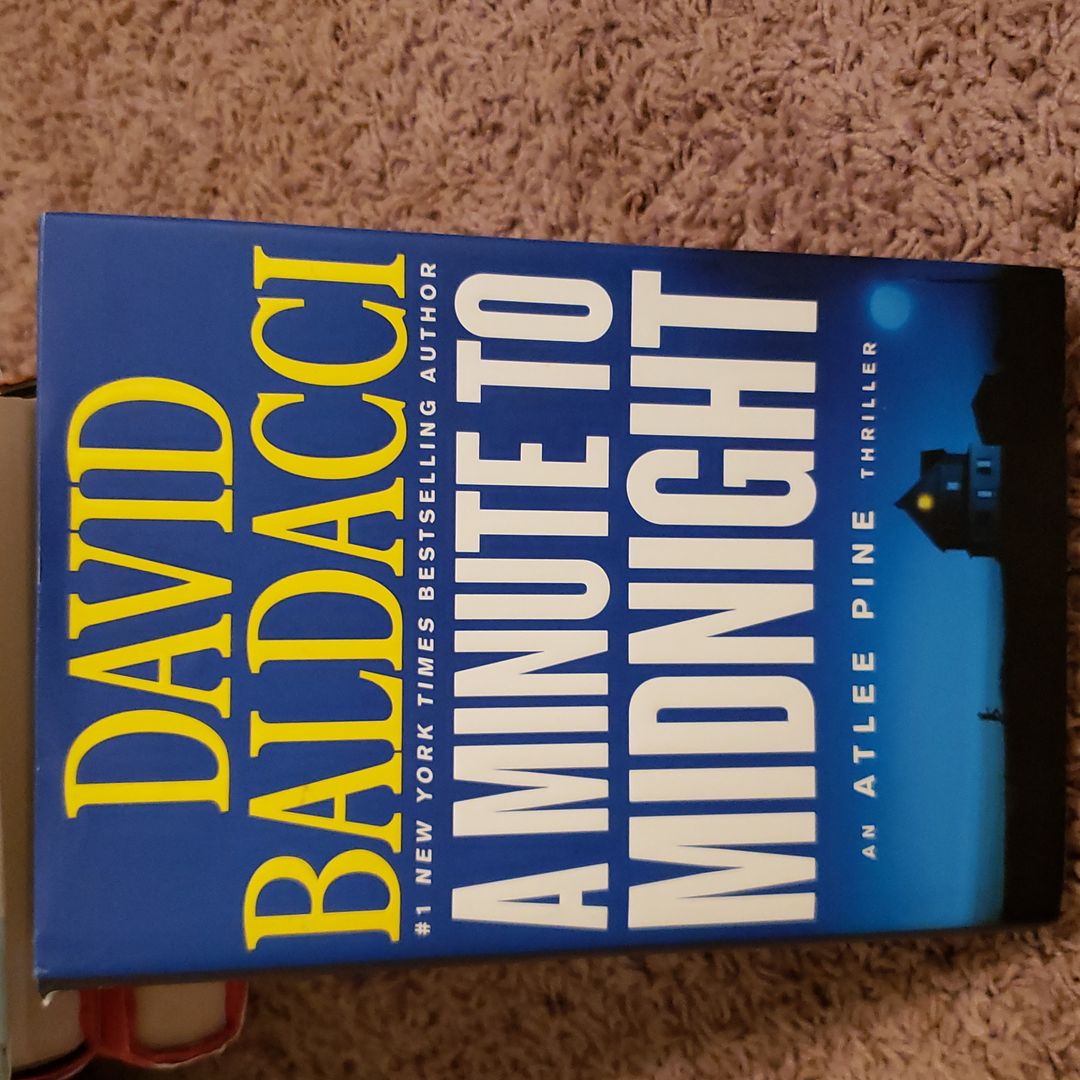 DAVID
BALDACCI
#1 NEW YORK TIMES BESTSELLING AUTHOR
A MINUTE TO
MIDNIGHT
AN ATLEE PINE THRILLER